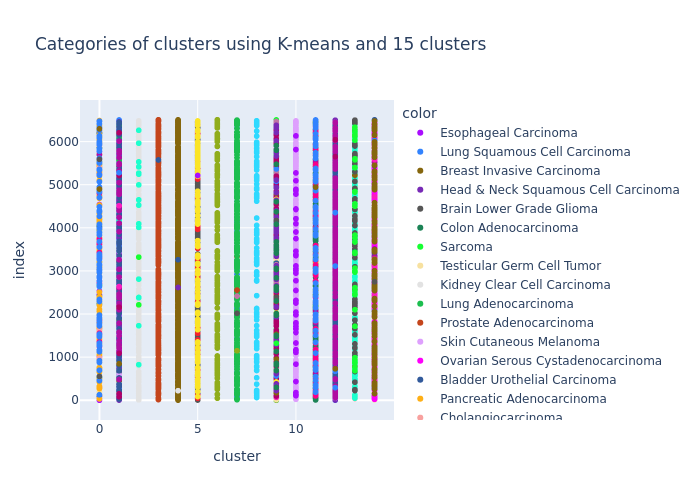 Categories of clusters using K-means and 15 clusters
color
Esophageal Carcinoma
Lung Squamous Cell Carcinoma
Breast Invasive Carcinoma
Head & Neck Squamous Cell Carcinoma
Brain Lower Grade Glioma
Colon Adenocarcinoma
Sarcoma
Testicular Germ Cell Tumor
Kidney Clear Cell Carcinoma
Lung Adenocarcinoma
Prostate Adenocarcinoma
Skin Cutaneous Melanoma
Ovarian Serous Cystadenocarcinoma
Bladder Urothelial Carcinoma
Pancreatic Adenocarcinoma
Cholangiocarcinoma
index
6000
5000
4000
3000
2000
1000
0
0 5 10
cluster